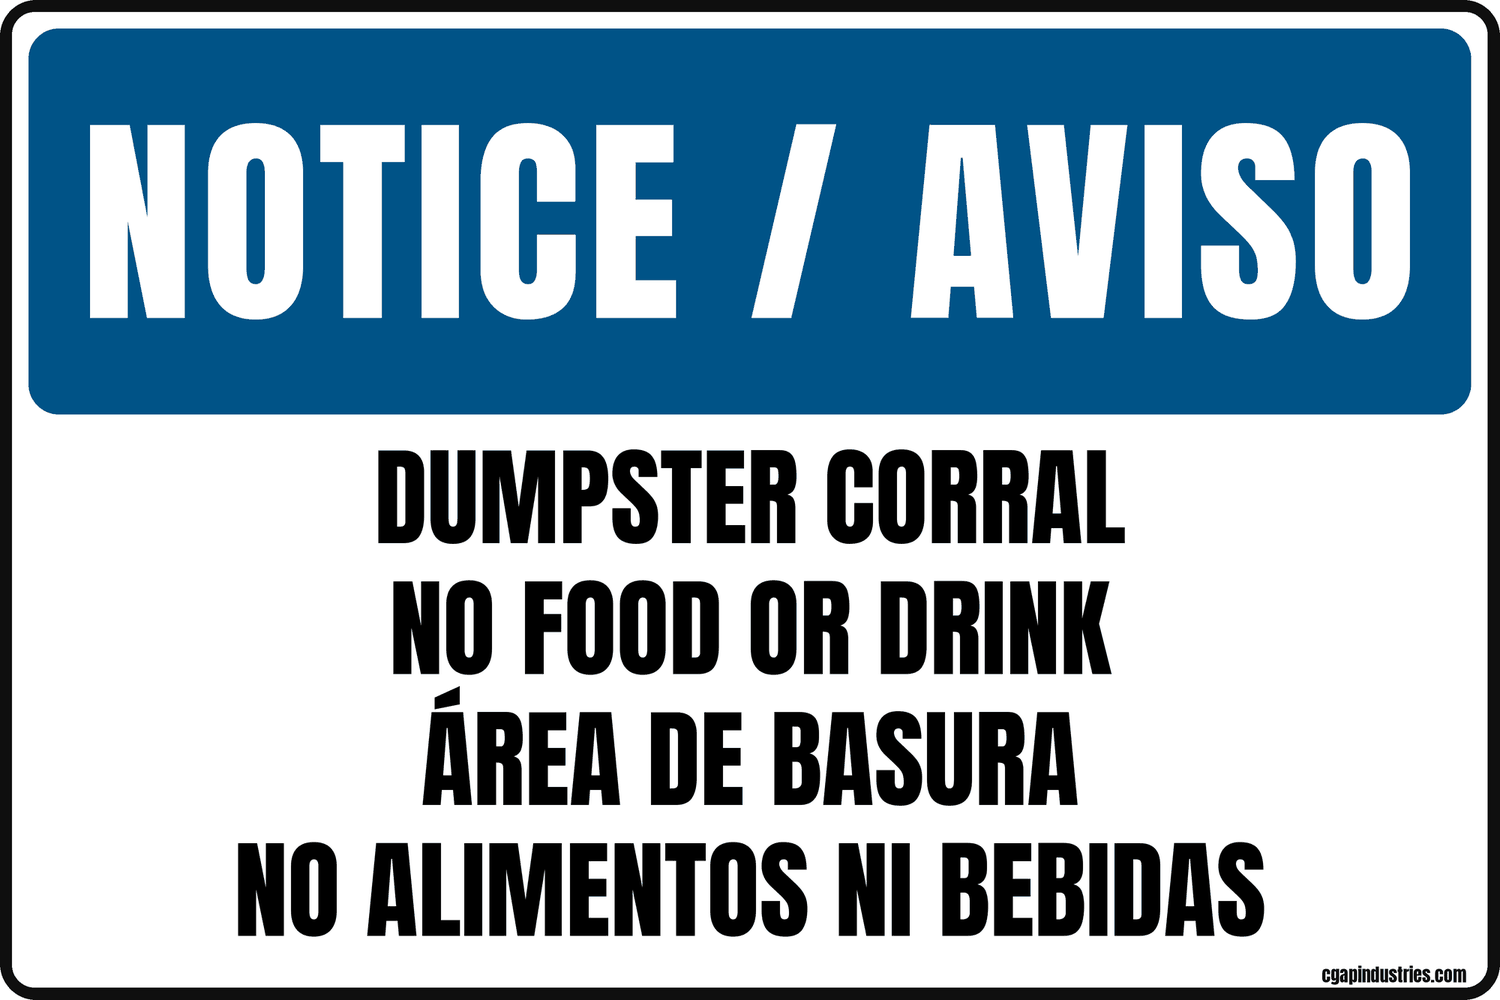 NOTICE / AVISO
DUMPSTER CORRAL
NO FOOD OR DRINK
ÁREA DE BASURA
NO ALIMENTOS NI BEBIDAS
cgapindustries.com